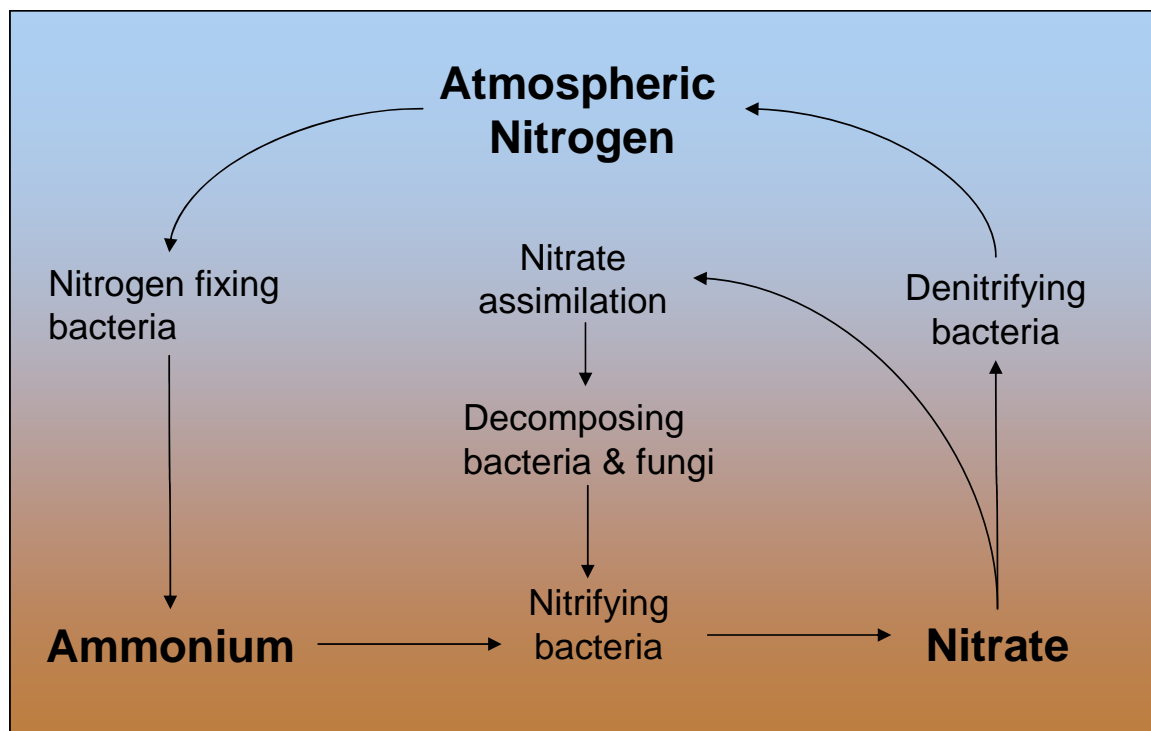 Atmospheric
Nitrogen
Nitrogen fixing
bacteria
Nitrate
assimilation
Denitrifying
bacteria
Decomposing
bacteria & fungi
Ammonium
Nitrifying
bacteria
Nitrate